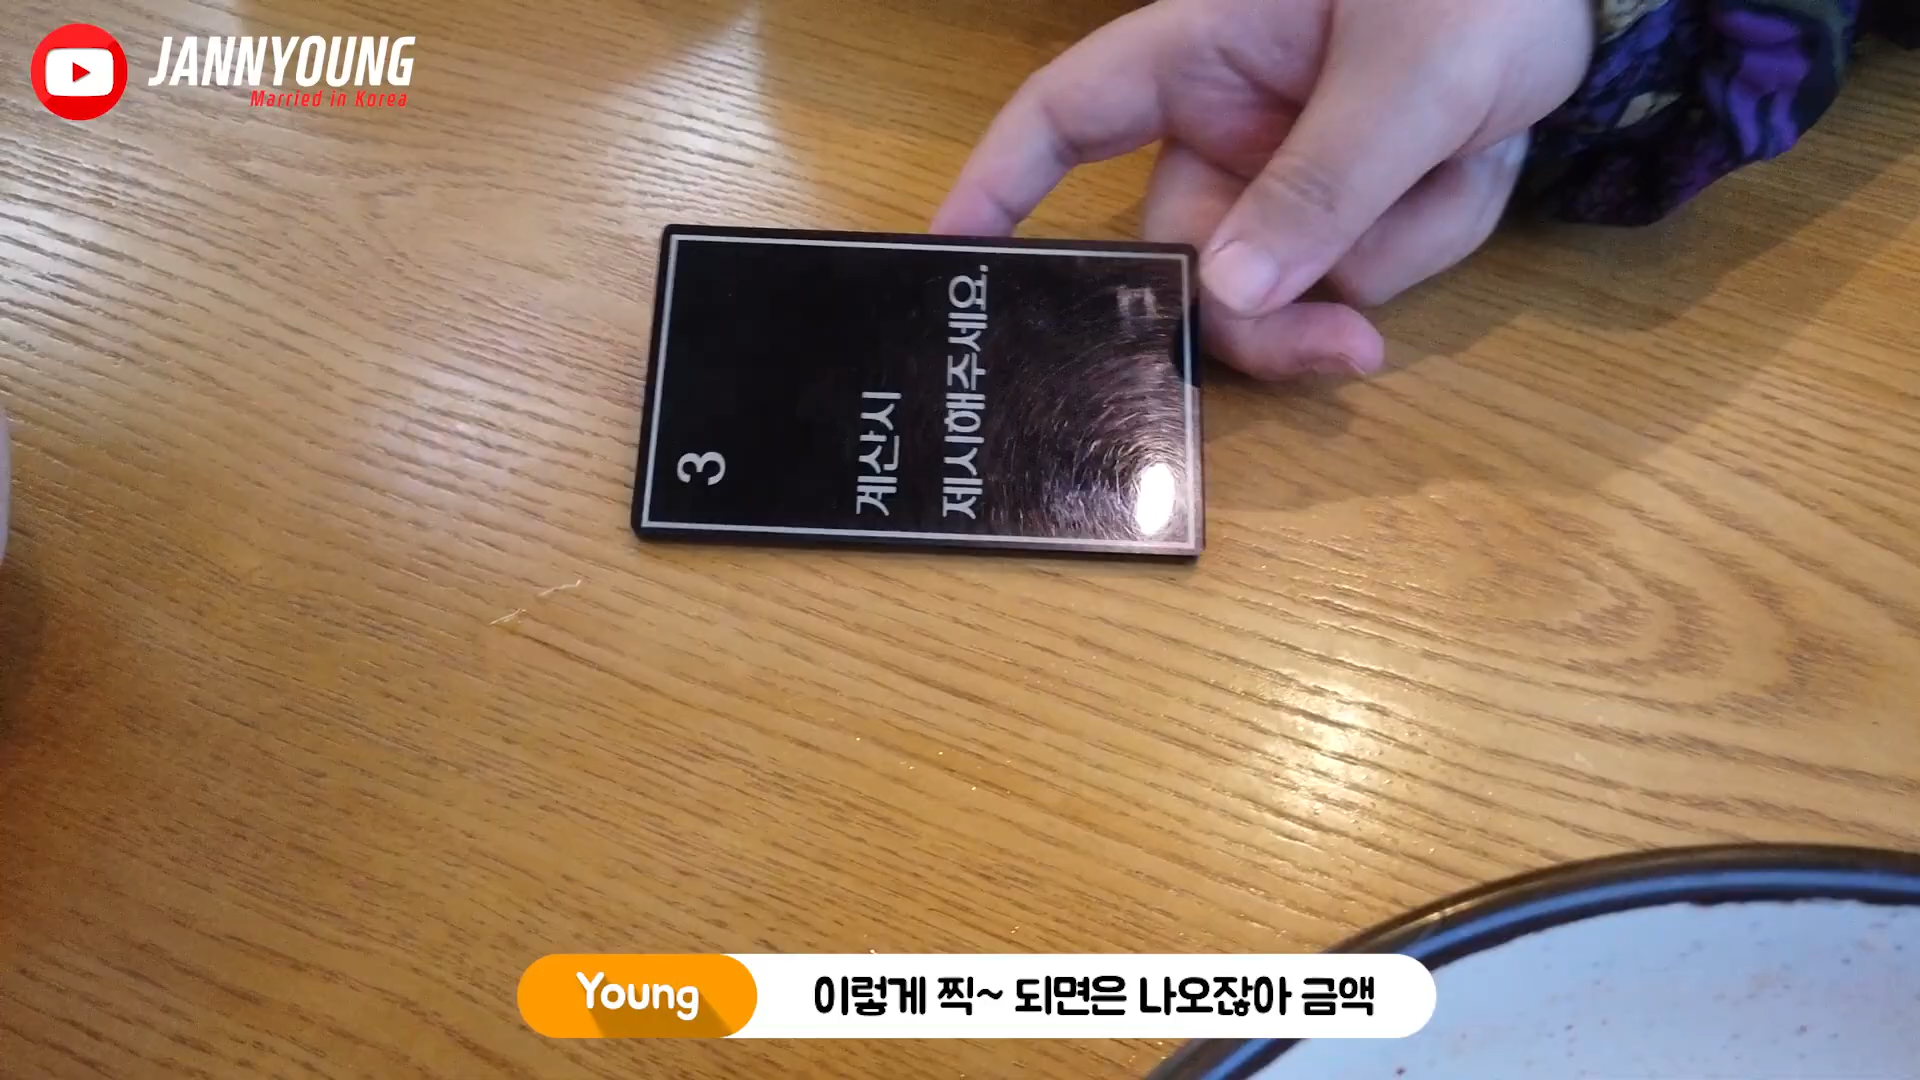 JANNYOUNG
Married in Korea
3
계산시
제시해주세요.
Young
이렇게 찍~ 되면은 나오잖아 금액